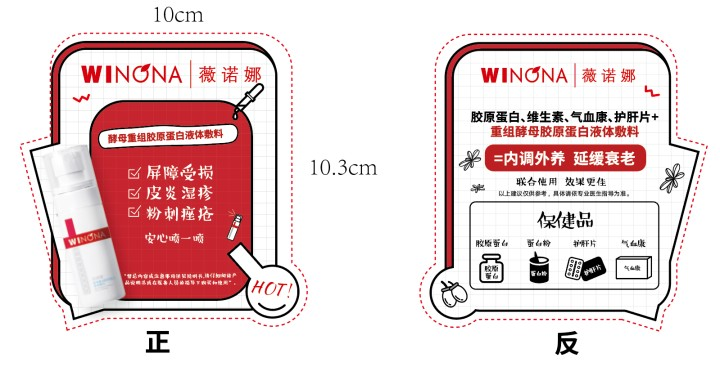 10cm
WINONA 薇诺娜
酵母重组胶原蛋白液体敷料
屏障受损
皮炎湿疹
粉刺痤疮
安心喷一喷
WINONA
HOT!
10.3cm
正
WINONA 薇诺娜
胶原蛋白、维生素、气血康、护肝片+
重组酵母胶原蛋白液体敷料
=内调外养 延缓衰老
联合使用 效果更佳
以上建议仅供参考，具体请领专业医生指导为准。
保健品
胶原蛋白 蛋白粉 护肝片 气血康
胶原蛋白 蛋白粉 护肝片 气血康
反